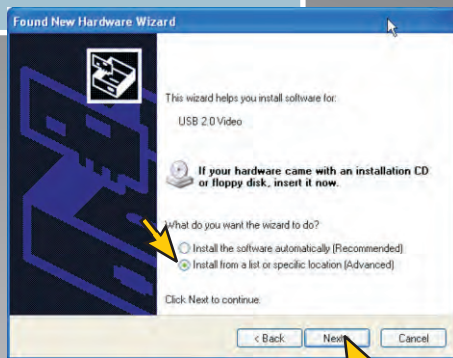 Found New Hardware Wizard
This wizard helps you install software for:
USB 2.0 Video
If your hardware came with an installation CD
or floppy disk, insert it now.
What do you want the wizard to do?
Install the software automatically (Recommended)
Install from a list or specific location (Advanced)
Click Next to continue.
< Back Next Cancel